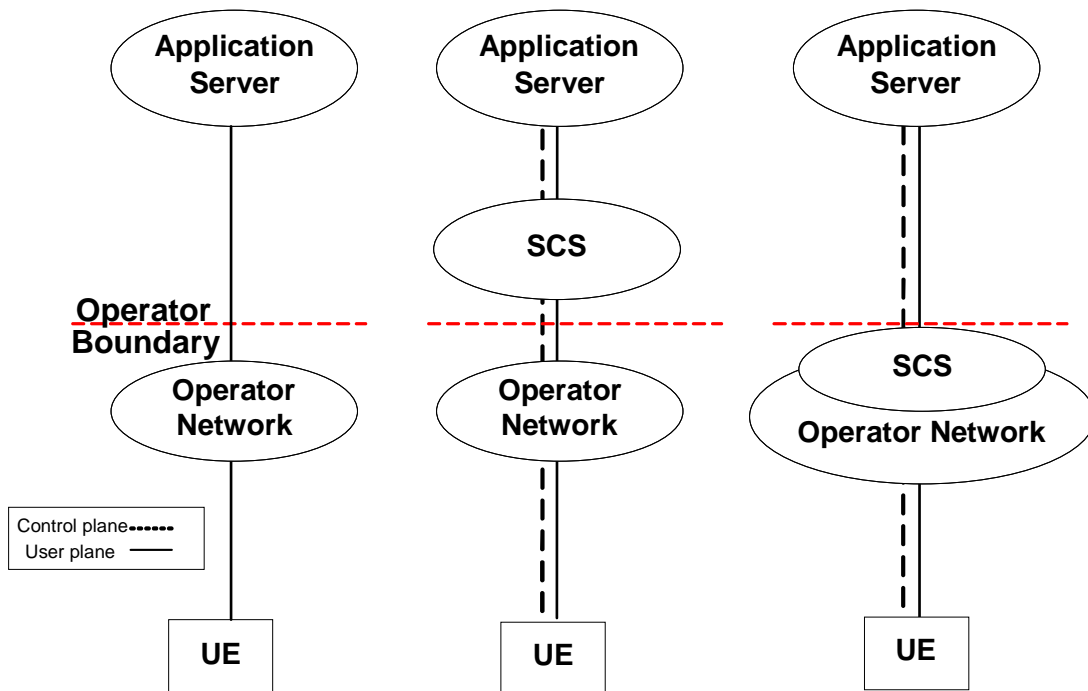 Application
Server
Application
Server
Application
Server
SCS
Operator
Boundary
SCS
Operator
Network
Operator
Network
Operator Network
Control plane
User plane
UE
UE
UE